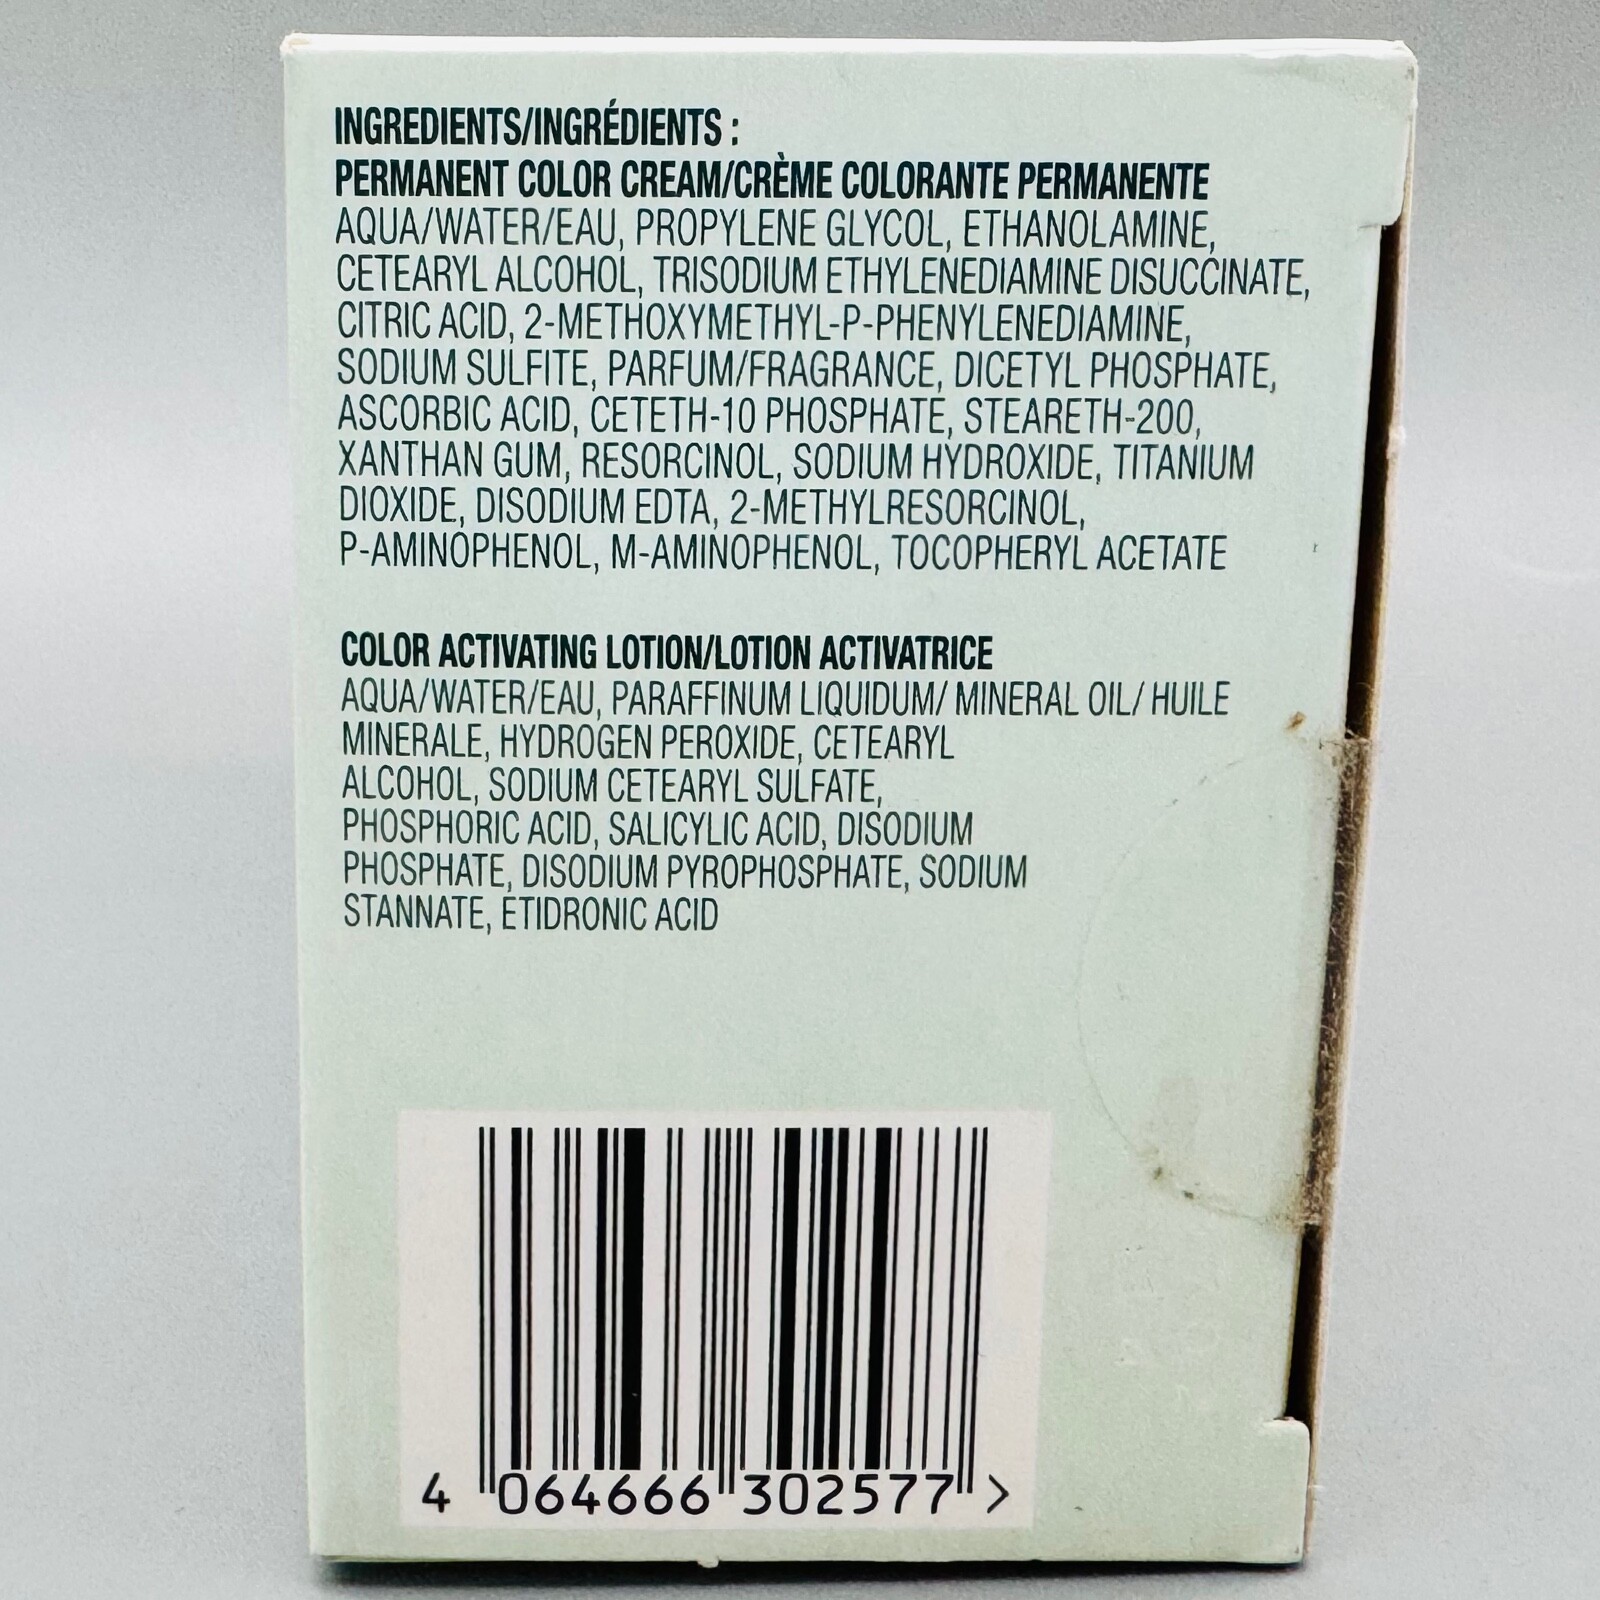 INGREDIENTS/INGRÉDIENTS :
PERMANENT COLOR CREAM/CRÈME COLORANTE PERMANENTE
AQUA/WATER/EAU, PROPYLENE GLYCOL, ETHANOLAMINE,
CETEARYL ALCOHOL, TRISODIUM ETHYLENEDIAMINE DISUCCINATE,
CITRIC ACID, 2-METHOXYMETHYL-P-PHENYLENEDIAMINE,
SODIUM SULFITE, PARFUM/FRAGRANCE, DICETYL PHOSPHATE,
ASCORBIC ACID, CETETH-10 PHOSPHATE, STEARETH-200,
XANTHAN GUM, RESORCINOL, SODIUM HYDROXIDE, TITANIUM
DIOXIDE, DISODIUM EDTA, 2-METHYLRESORCINOL,
P-AMINOPHENOL, M-AMINOPHENOL, TOCOPHERYL ACETATE
COLOR ACTIVATING LOTION/LOTION ACTIVATRICE
AQUA/WATER/EAU, PARAFFINUM LIQUIDUM/ MINERAL OIL/ HUILE
MINERALE, HYDROGEN PEROXIDE, CETEARYL
ALCOHOL, SODIUM CETEARYL SULFATE,
PHOSPHORIC ACID, SALICYLIC ACID, DISODIUM
PHOSPHATE, DISODIUM PYROPHOSPHATE, SODIUM
STANNATE, ETIDRONIC ACID
4 064666 302577 >